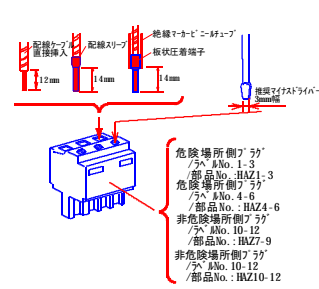 配線ケーブル
直接挿入
配線スリーブ
絶縁マーカービニールチューブ
板状圧着端子
12mm
14mm
14mm
推奨マイナスドライバー
3mm幅
危険場所側プラグ
/ラベルNo. 1-3
/部品No.:HAZ1-3
危険場所側プラグ
/ラベルNo. 4-6
/部品No.:HAZ4-6
非危険場所側プラグ
/ラベルNo. 10-12
/部品No.:HAZ7-9
非危険場所側プラグ
/ラベルNo. 10-12
/部品No.:HAZ10-12